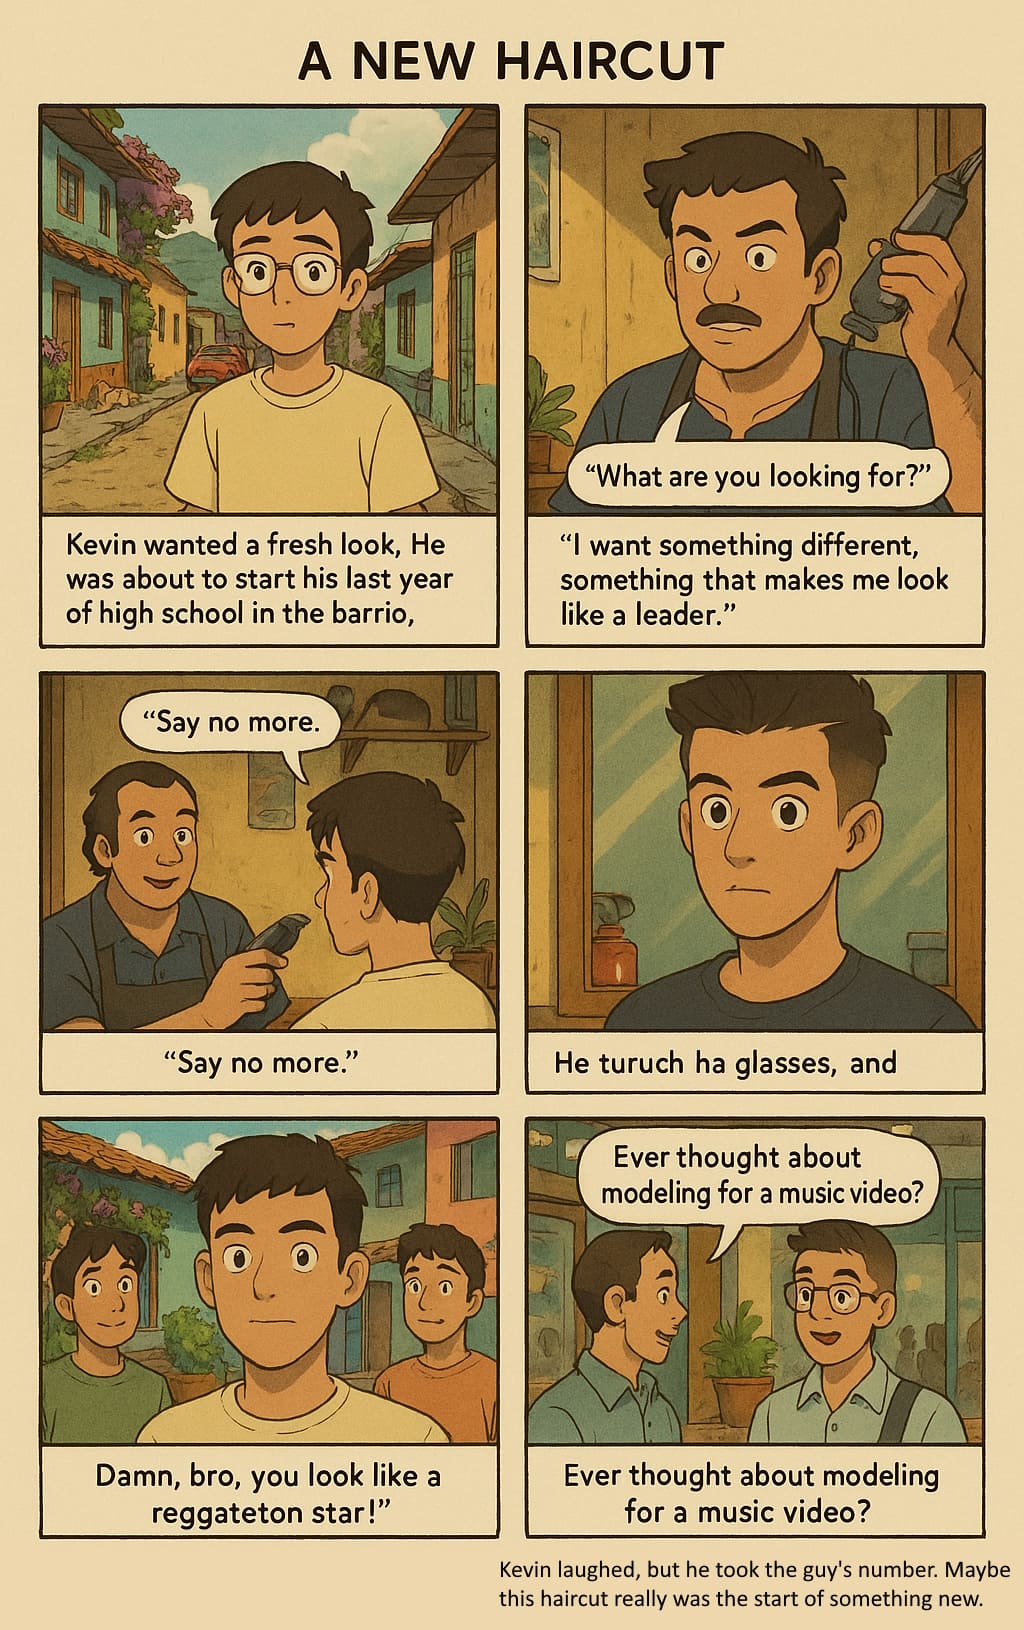 A NEW HAIRCUT
Kevin wanted a fresh look, He
was about to start his last year
of high school in the barrio,
“What are you looking for?”
“I want something different,
something that makes me look
like a leader.”
“Say no more.
“Say no more.”
He turuch ha glasses, and
Damn, bro, you look like a
reggateton star!”
Ever thought about
modeling for a music video?
Ever thought about modeling
for a music video?
Kevin laughed, but he took the guy's number. Maybe
this haircut really was the start of something new.